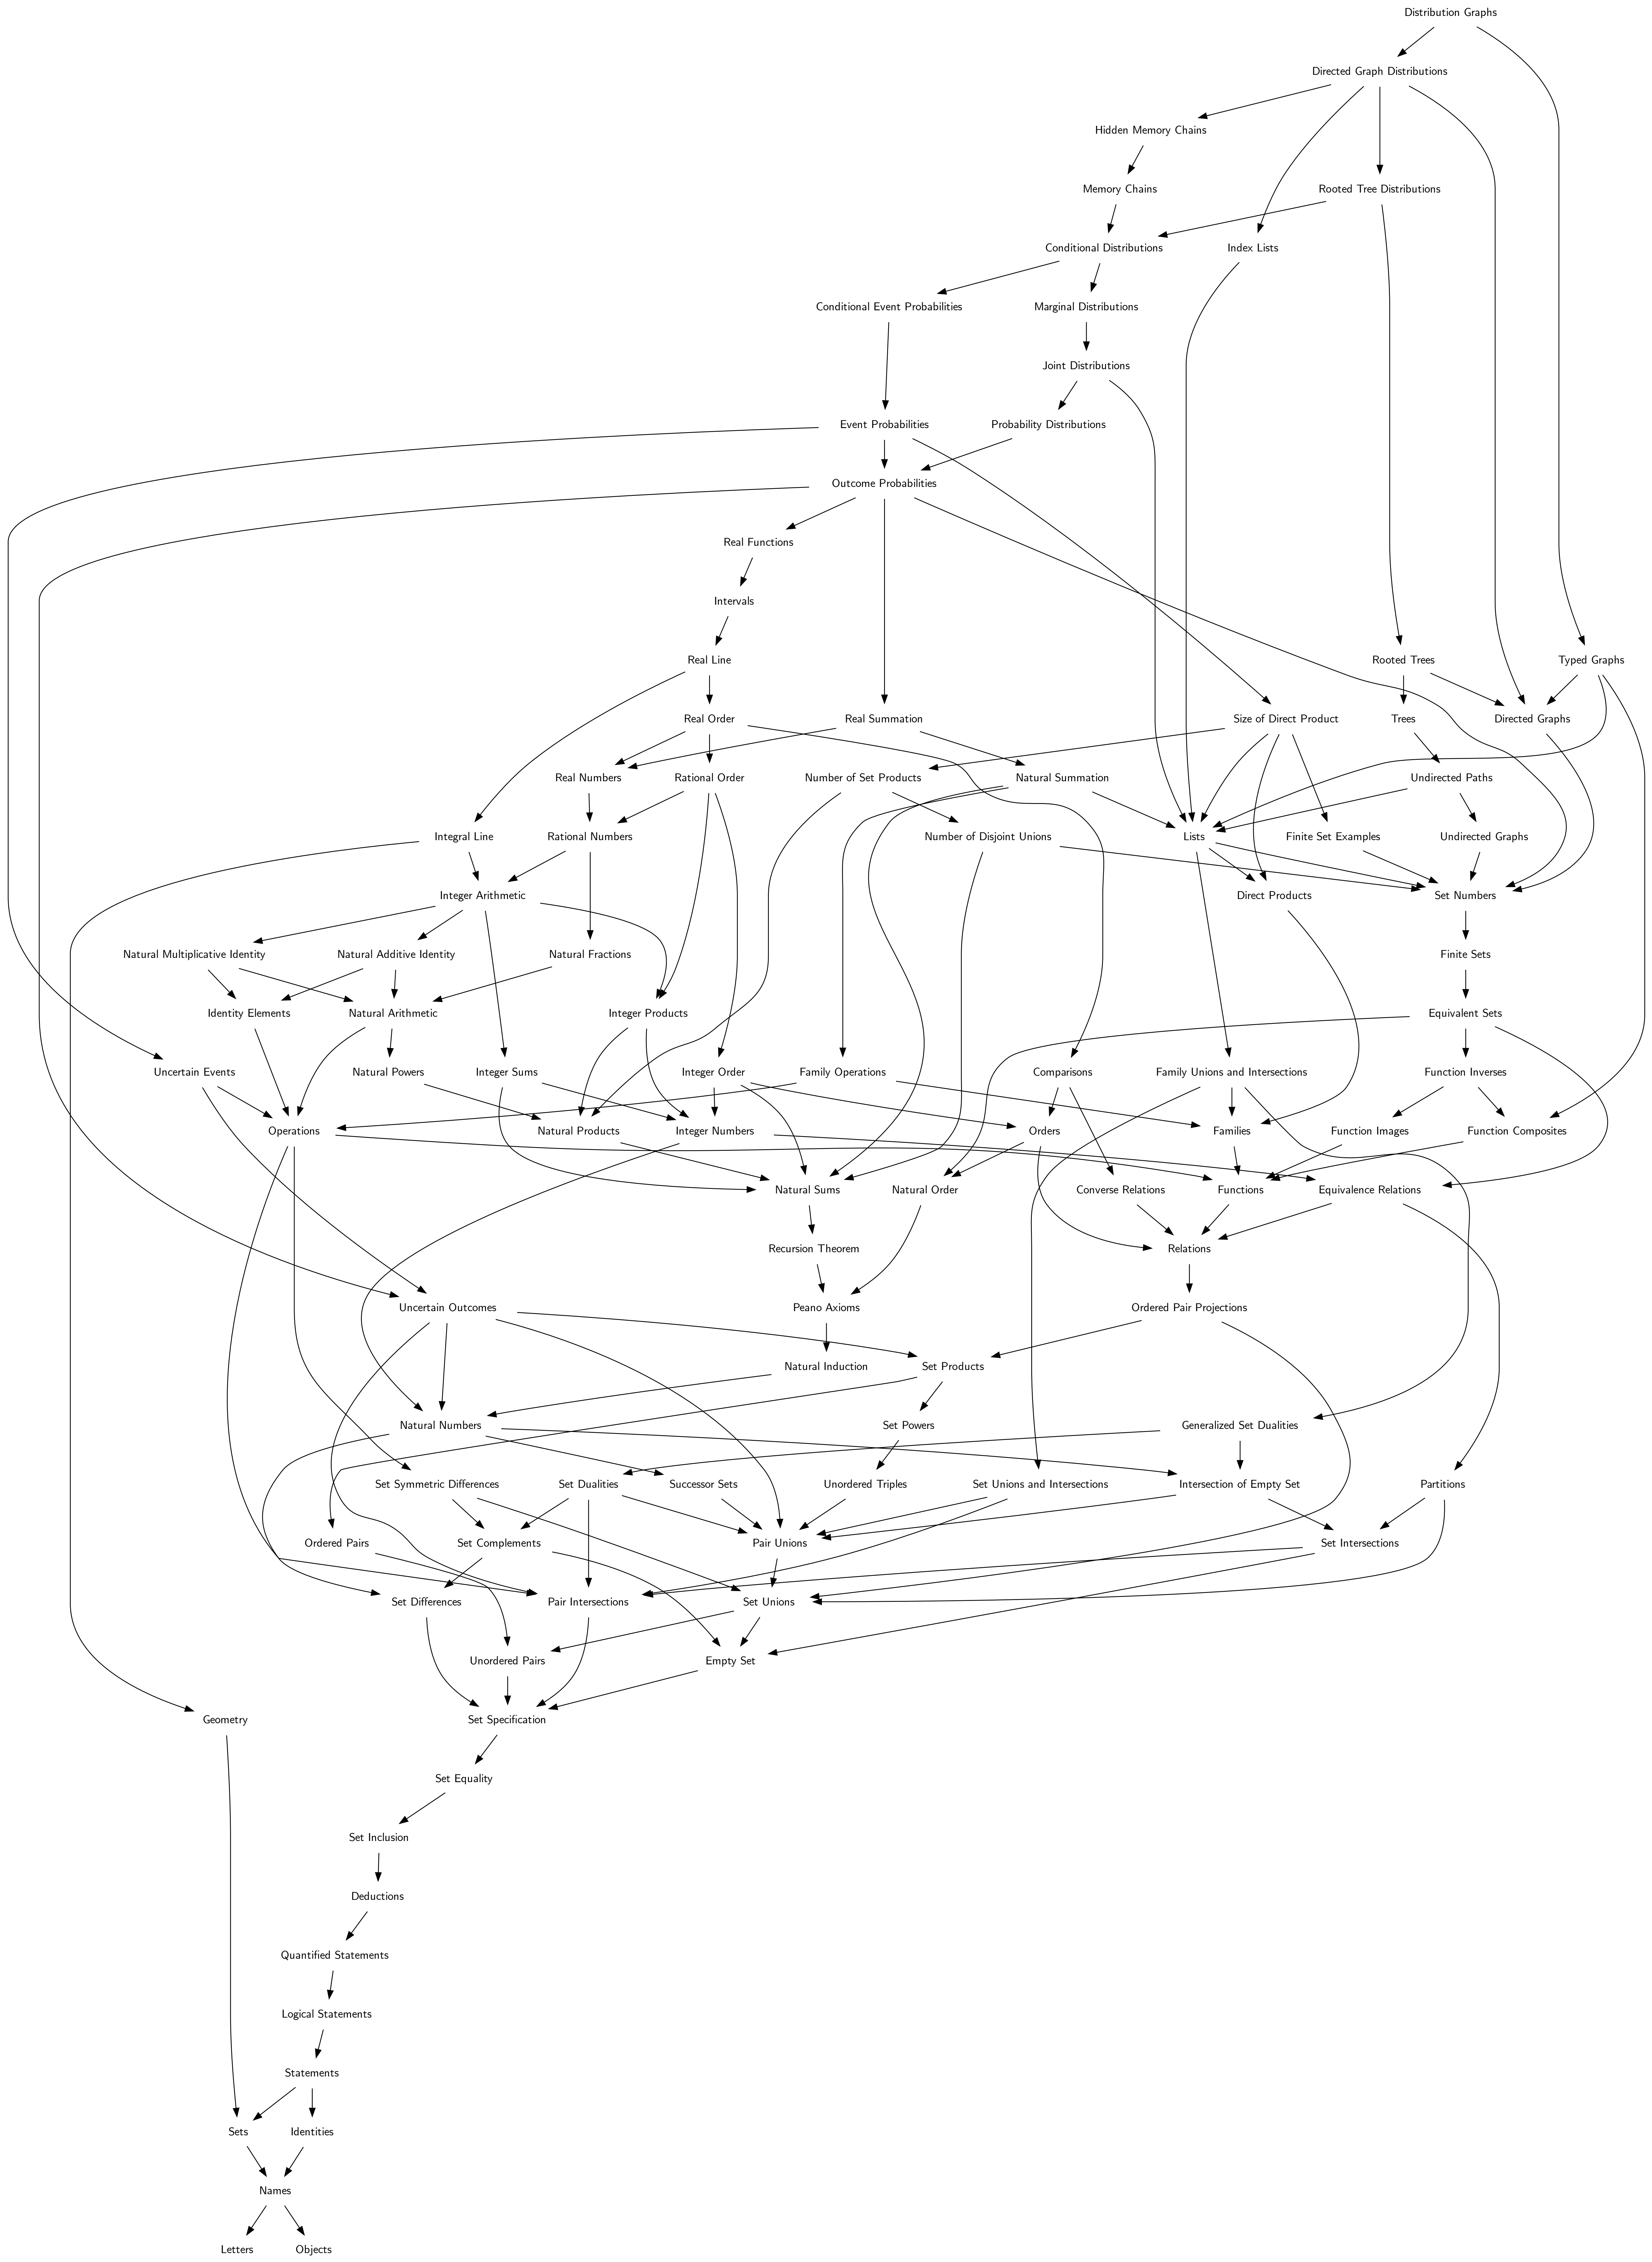 Distribution Graphs
Directed Graph Distributions
Hidden Memory Chains
Memory Chains
Rooted Tree Distributions
Conditional Distributions
Index Lists
Conditional Event Probabilities
Marginal Distributions
Joint Distributions
Event Probabilities
Probability Distributions
Outcome Probabilities
Real Functions
Intervals
Real Line
Rooted Trees
Typed Graphs
Real Order
Real Summation
Size of Direct Product
Trees
Directed Graphs
Real Numbers
Rational Order
Number of Set Products
Natural Summation
Undirected Paths
Integral Line
Rational Numbers
Number of Disjoint Unions
Lists
Finite Set Examples
Undirected Graphs
Integer Arithmetic
Direct Products
Set Numbers
Natural Multiplicative Identity
Natural Additive Identity
Natural Fractions
Finite Sets
Identity Elements
Natural Arithmetic
Integer Products
Equivalent Sets
Uncertain Events
Natural Powers
Integer Sums
Integer Order
Family Operations
Comparisons
Family Unions and Intersections
Function Inverses
Operations
Natural Products
Integer Numbers
Orders
Families
Function Images
Function Composites
Natural Sums
Natural Order
Converse Relations
Functions
Equivalence Relations
Recursion Theorem
Relations
Uncertain Outcomes
Peano Axioms
Ordered Pair Projections
Natural Induction
Set Products
Natural Numbers
Set Powers
Generalized Set Dualities
Set Symmetric Differences
Set Dualities
Successor Sets
Unordered Triples
Set Unions and Intersections
Intersection of Empty Set
Partitions
Ordered Pairs
Set Complements
Pair Unions
Set Intersections
Set Differences
Pair Intersections
Set Unions
Unordered Pairs
Empty Set
Geometry
Set Specification
Set Equality
Set Inclusion
Deductions
Quantified Statements
Logical Statements
Statements
Sets
Identities
Names
Letters
Objects